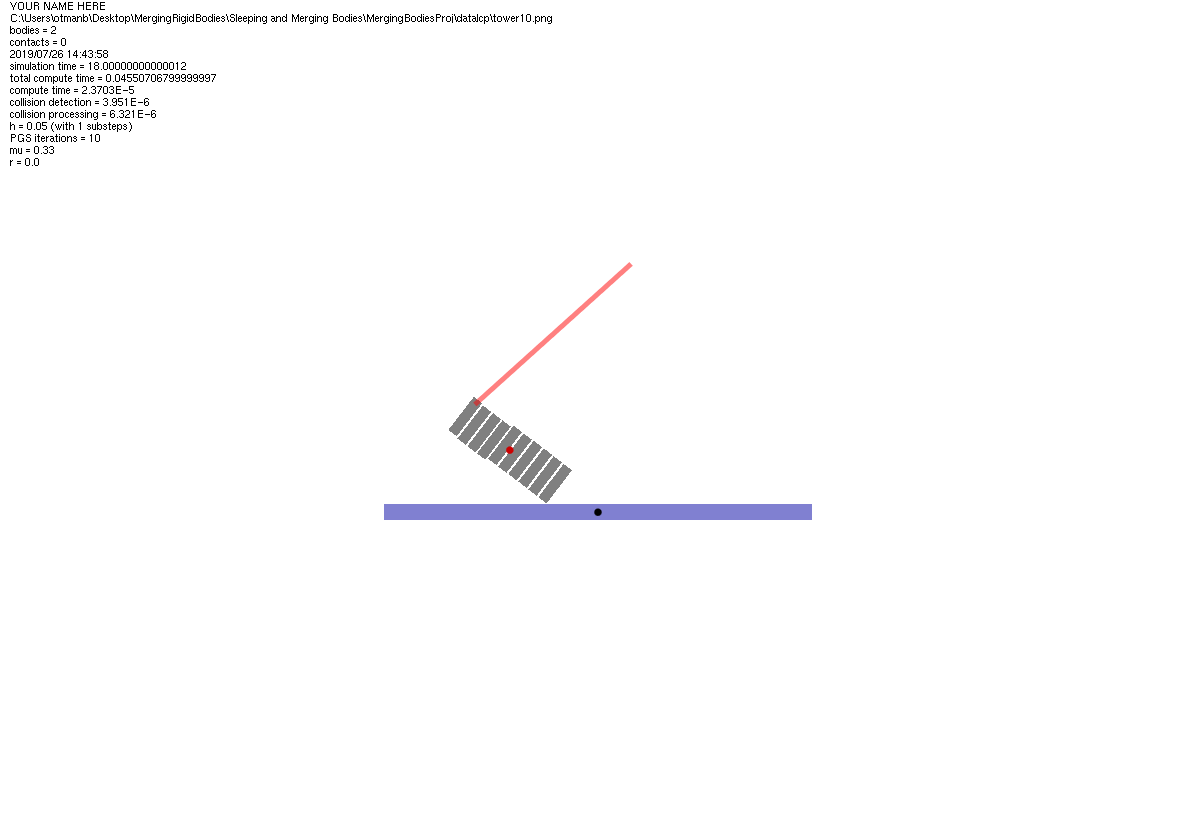 YOUR NAME HERE
C:\Users\otmanb\Desktop\MergingRigidBodies\Sleeping and Merging Bodies\MergingBodiesProj\datalcp\tower10.png
bodies = 2
contacts = 0
2019/07/26 14:43:58
simulation time = 18.00000000000012
total compute time = 0.04550706799999997
compute time = 2.3703E-5
collision detection = 3.951E-6
collision processing = 6.321E-6
h = 0.05 (with 1 substeps)
PGS iterations = 10
mu = 0.33
r = 0.0